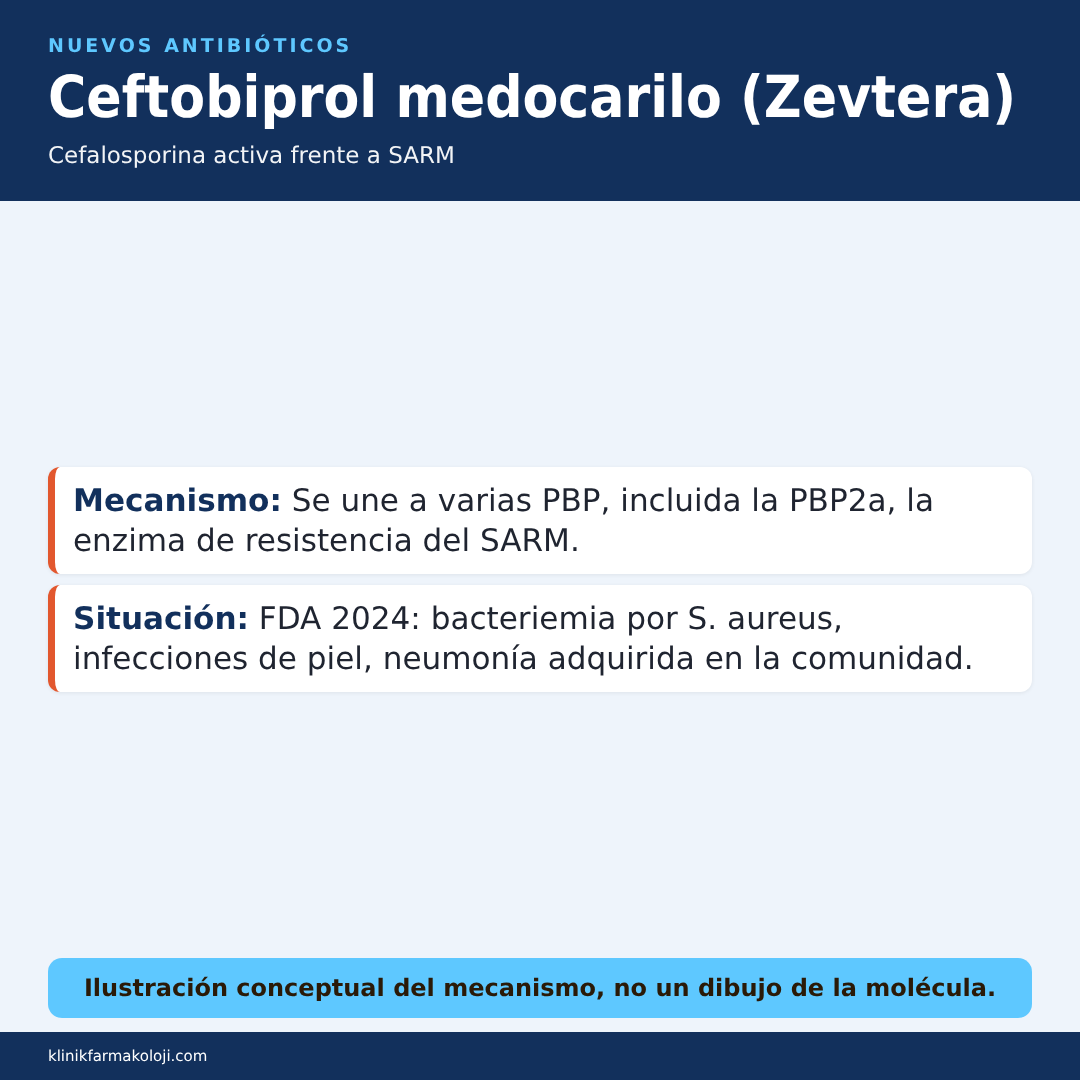 NUEVOS ANTIBIÓTICOS
Ceftobiprol medocarilo (Zevtera)
Cefalosporina activa frente a SARM
Mecanismo: Se une a varias PBP, incluida la PBP2a, la
enzima de resistencia del SARM.
Situación: FDA 2024: bacteriemia por S. aureus,
infecciones de piel, neumonía adquirida en la comunidad.
Ilustración conceptual del mecanismo, no un dibujo de la molécula.
klinikfarmakoloji.com